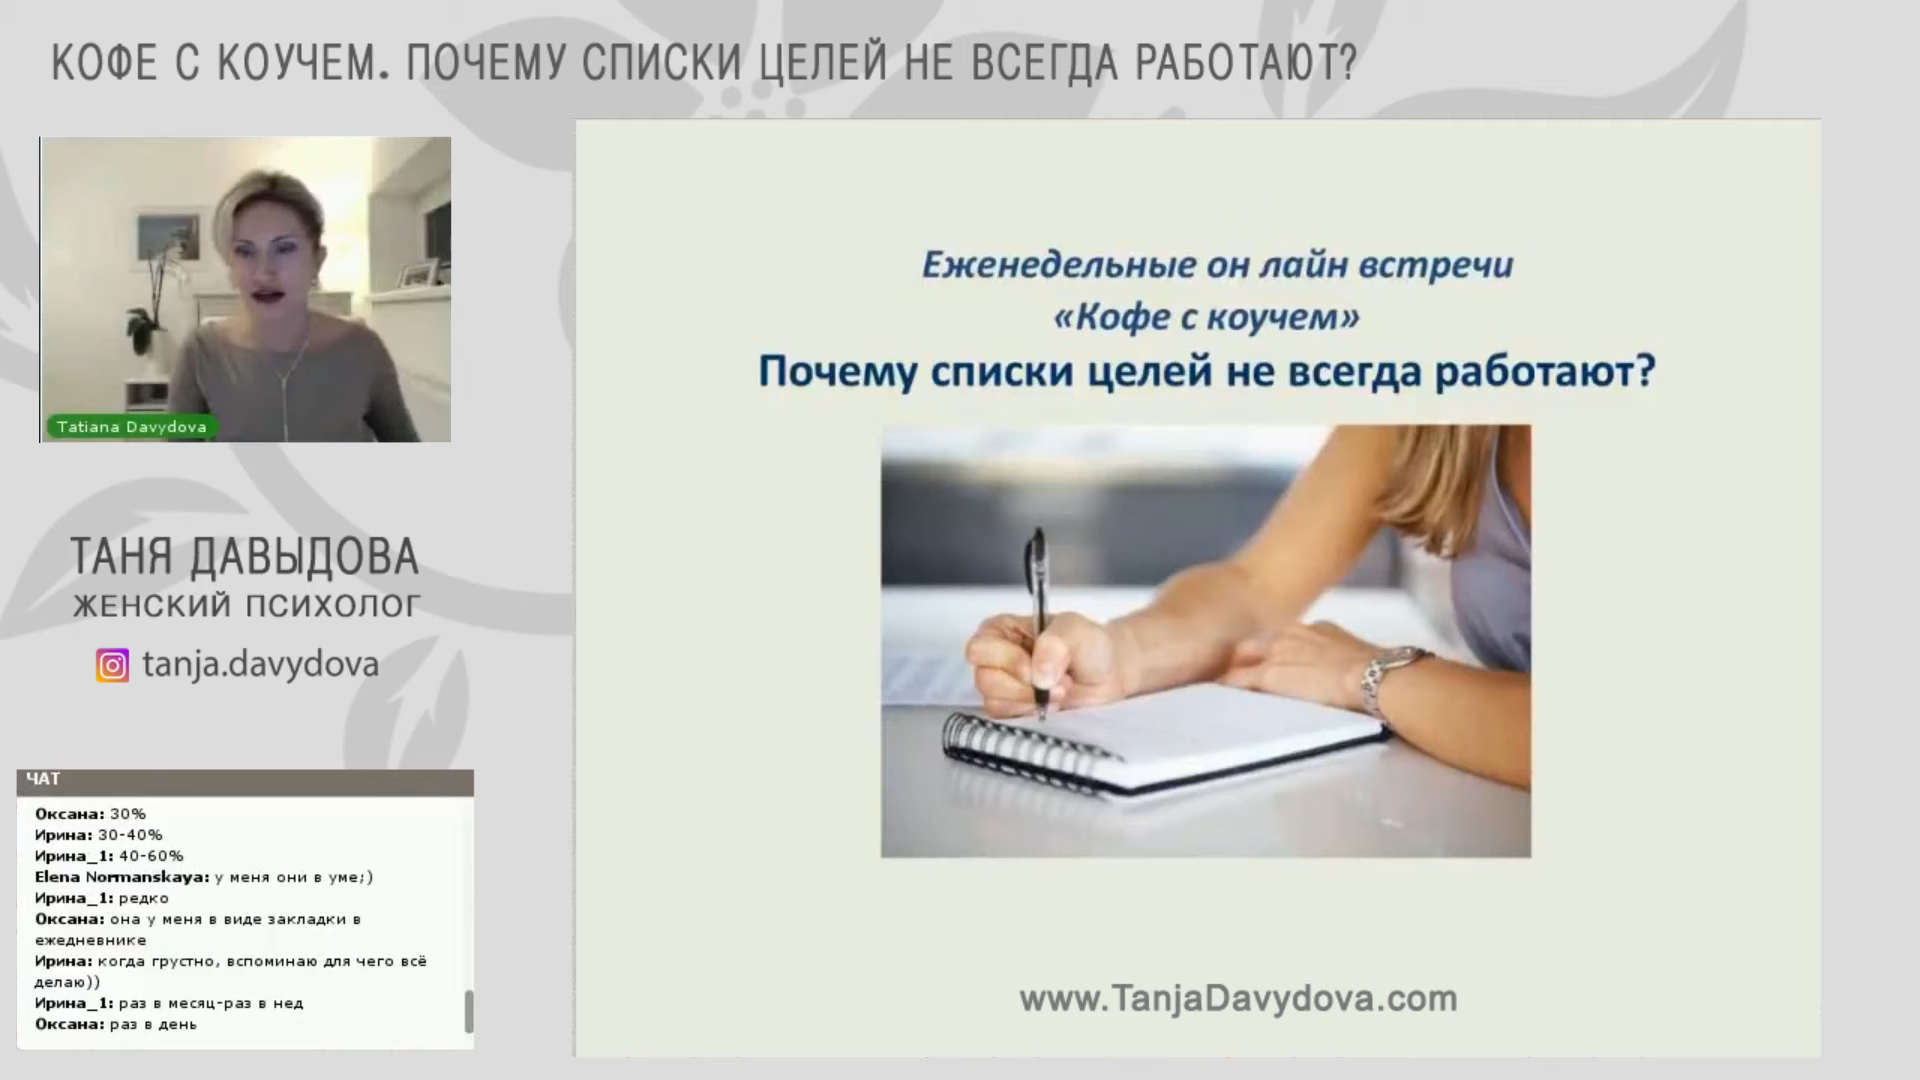 КОФЕ С КОУЧЕМ. ПОЧЕМУ СПИСКИ ЦЕЛЕЙ НЕ ВСЕГДА РАБОТАЮТ?
Tatiana Davydova
ТАНЯ ДАВЫДОВА
ЖЕНСКИЙ ПСИХОЛОГ
tanja.davydova
ЧАТ
Оксана: 30%
Ирина: 30-40%
Ирина_1: 40-60%
Elena Normanskaya: у меня они в уме;)
Ирина_1: редко
Оксана: она у меня в виде закладки в
ежедневнике
Ирина: когда грустно, вспоминаю для чего всё
делаю))
Ирина_1: раз в месяц-раз в нед
Оксана: раз в день
Еженедельные он лайн встречи
«Кофе с коучем»
Почему списки целей не всегда работают?
www.TanjaDavydova.com